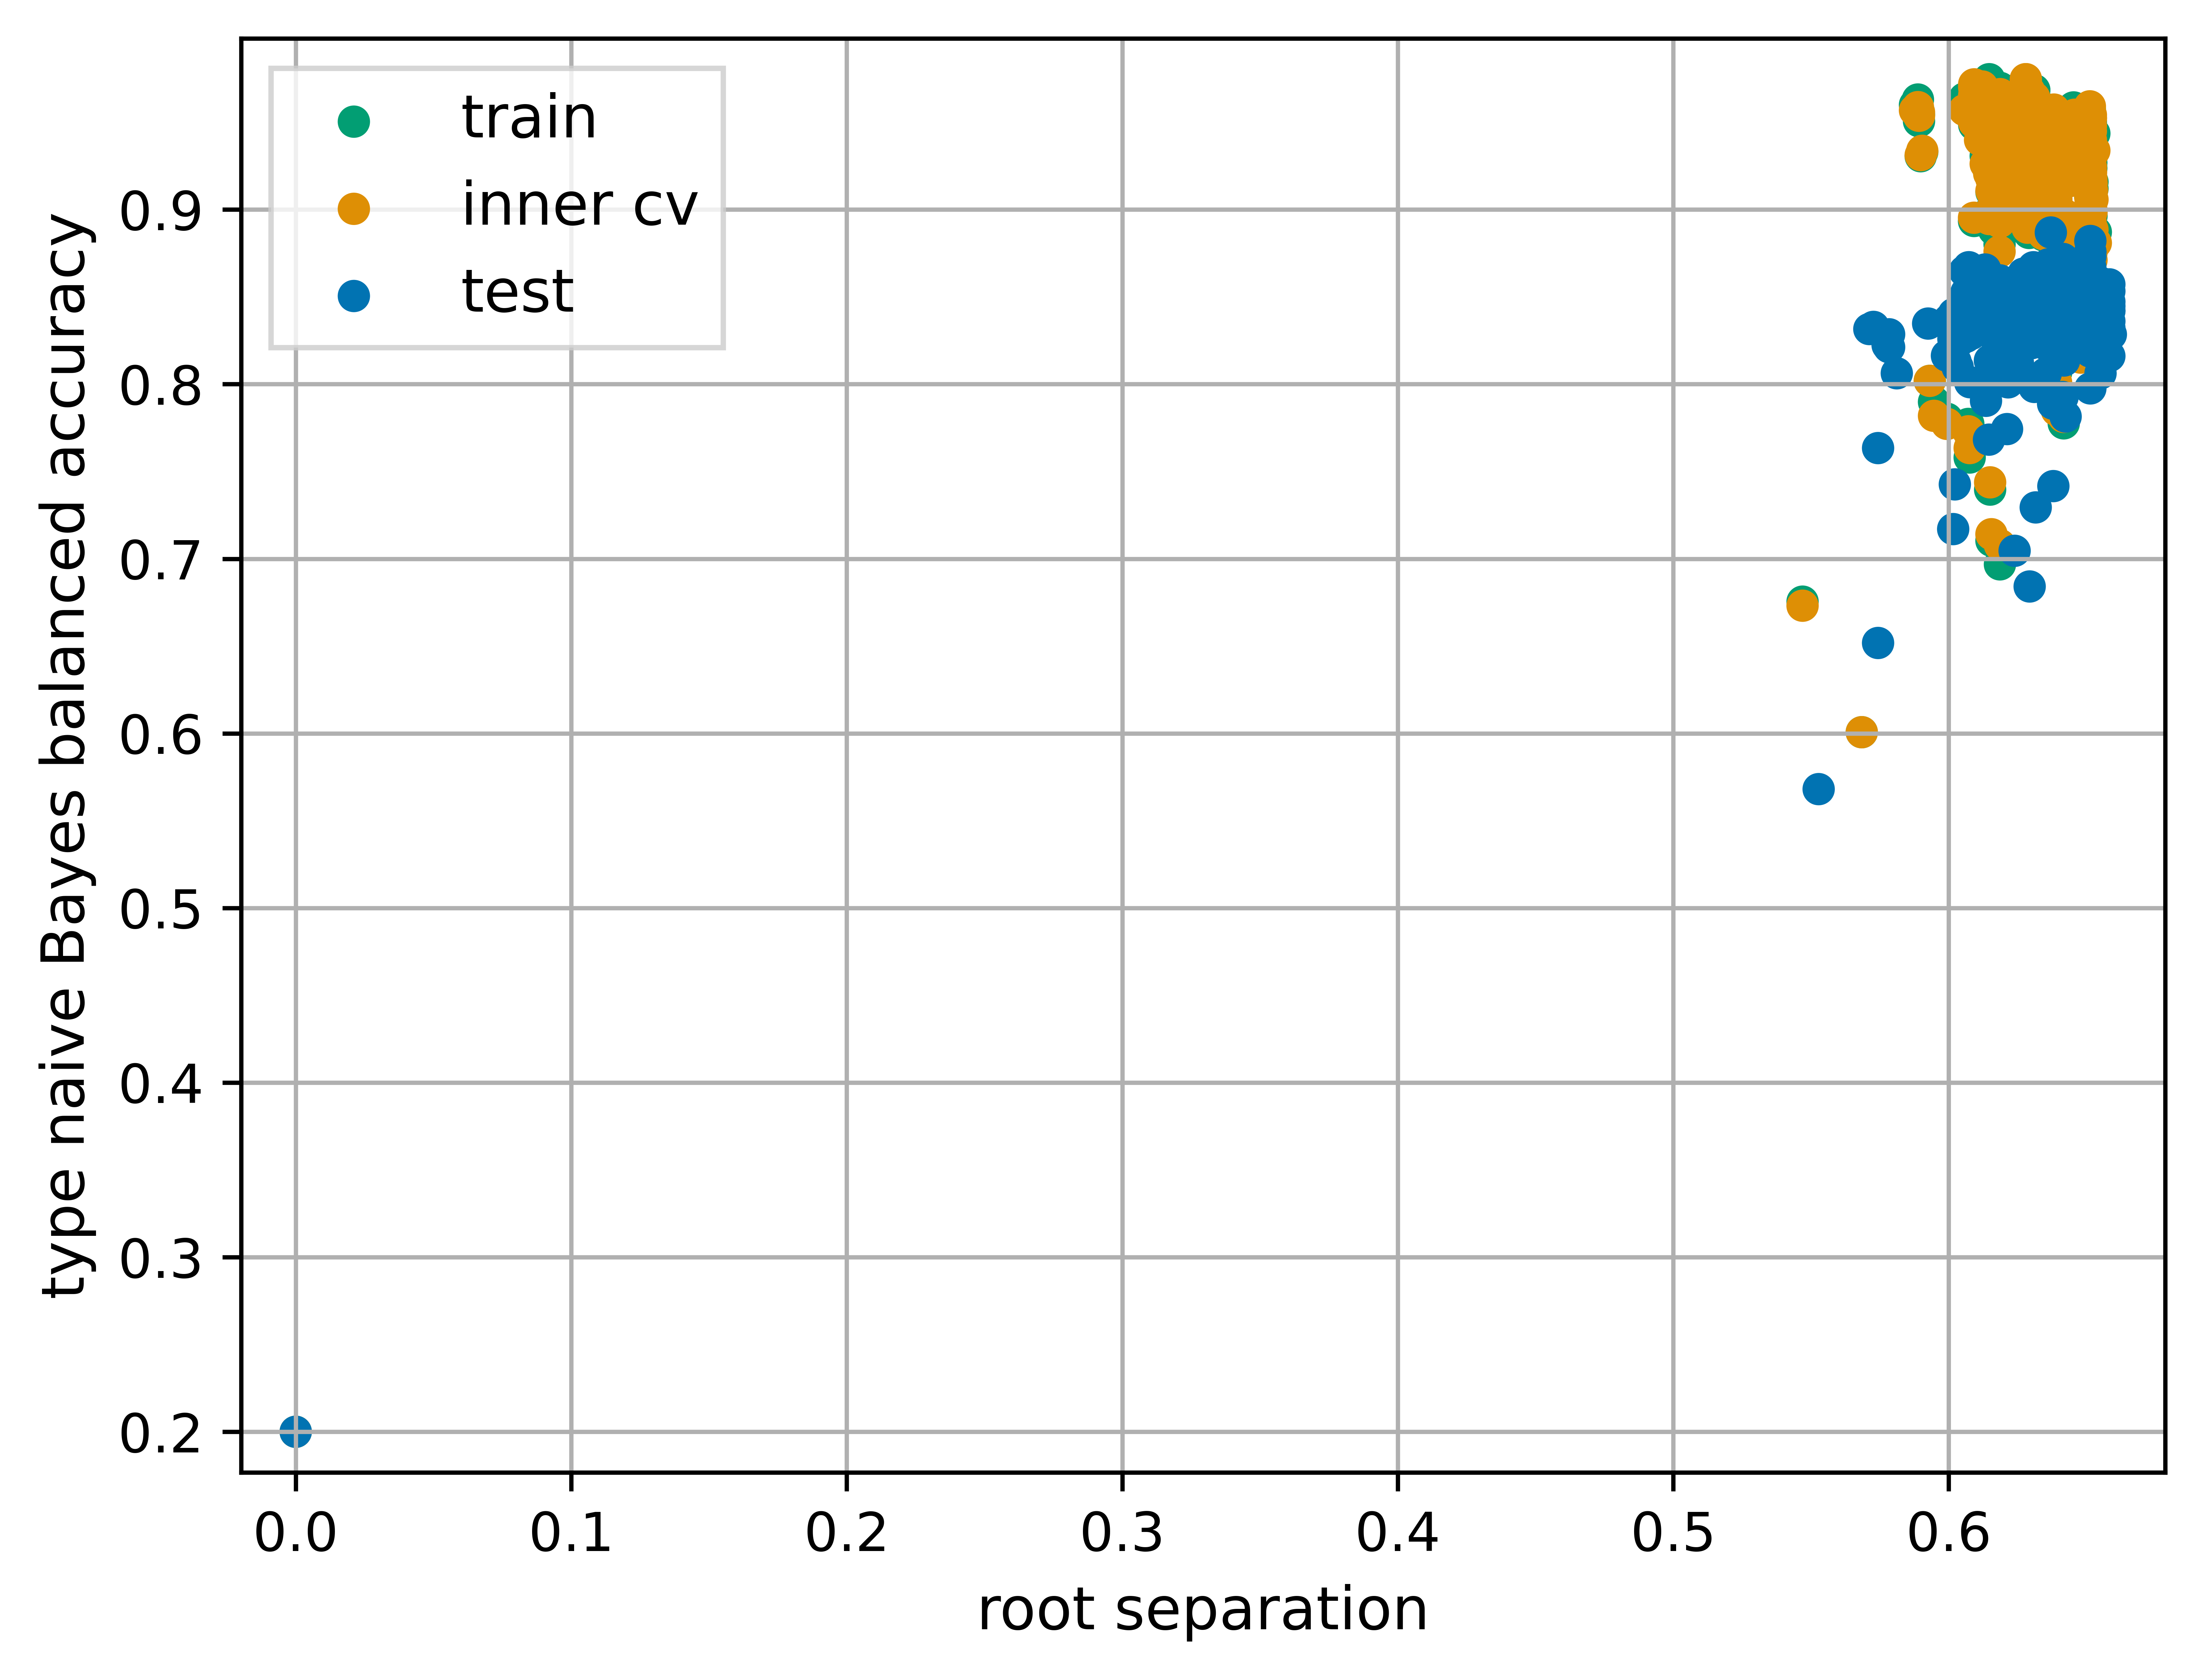 train
inner cv
test
type naive Bayes balanced accuracy
0.9
0.8
0.7
0.6
0.5
0.4
0.3
0.2
0.0 0.1 0.2 0.3 0.4 0.5 0.6
root separation